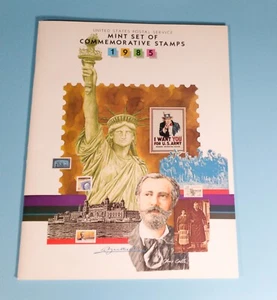 UNITED STATES POSTAL SERVICE
MINT SET OF
COMMEMORATIVE STAMPS
1985
I WANT YOU
FOR U.S. ARMY